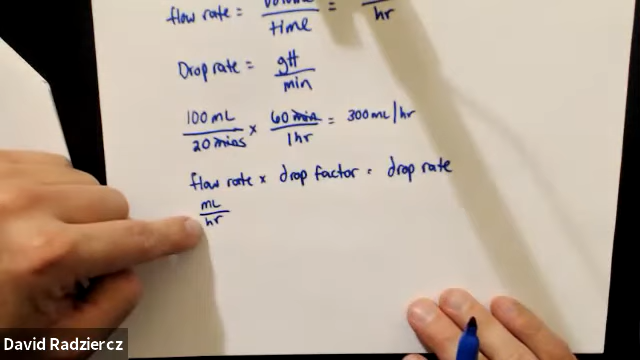 flow rate = volume / time = / hr
Drop rate = gtt / min
100 mL / 20 mins × 60 min / 1 hr = 300 mL/hr
flow rate × drop factor = drop rate
mL / hr
David Radziercz